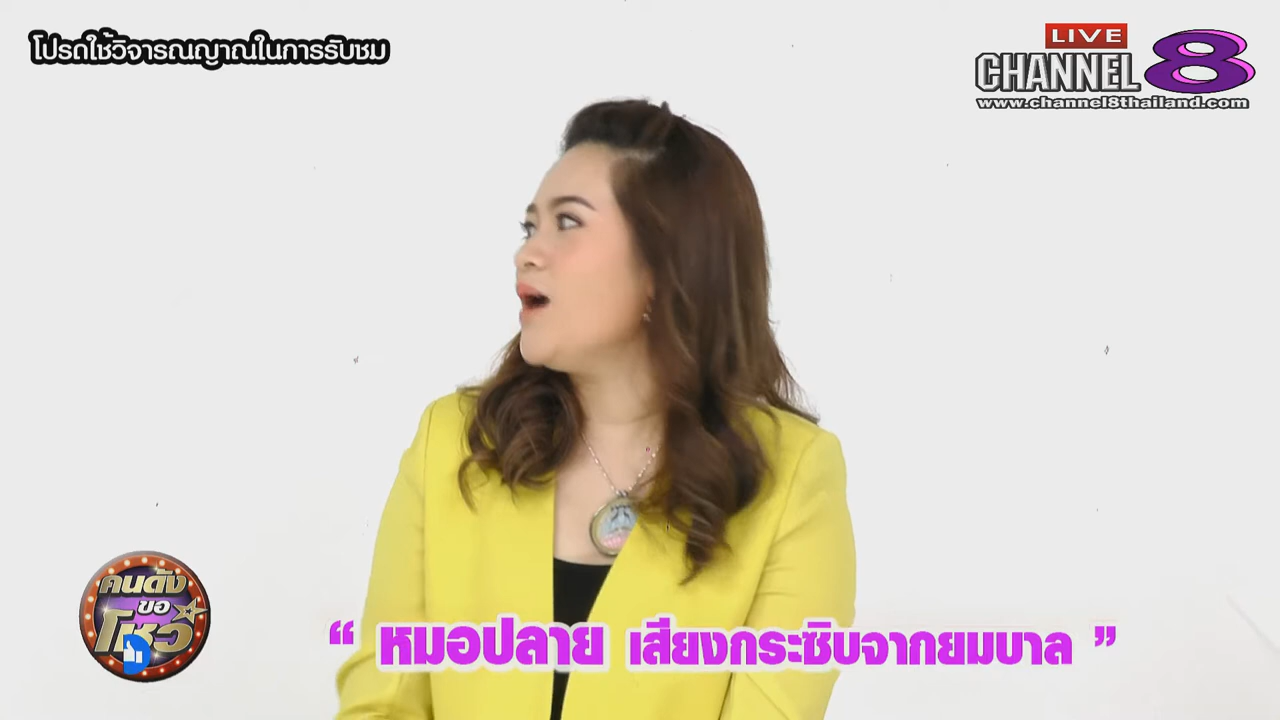 โปรดใช้วิจารณญาณในการรับชม
LIVE
CHANNEL 8
www.channel8thailand.com
คนดัง
ขอ
โชว์
“ หมอปลาย เสียงกระซิบจากยมบาล ”